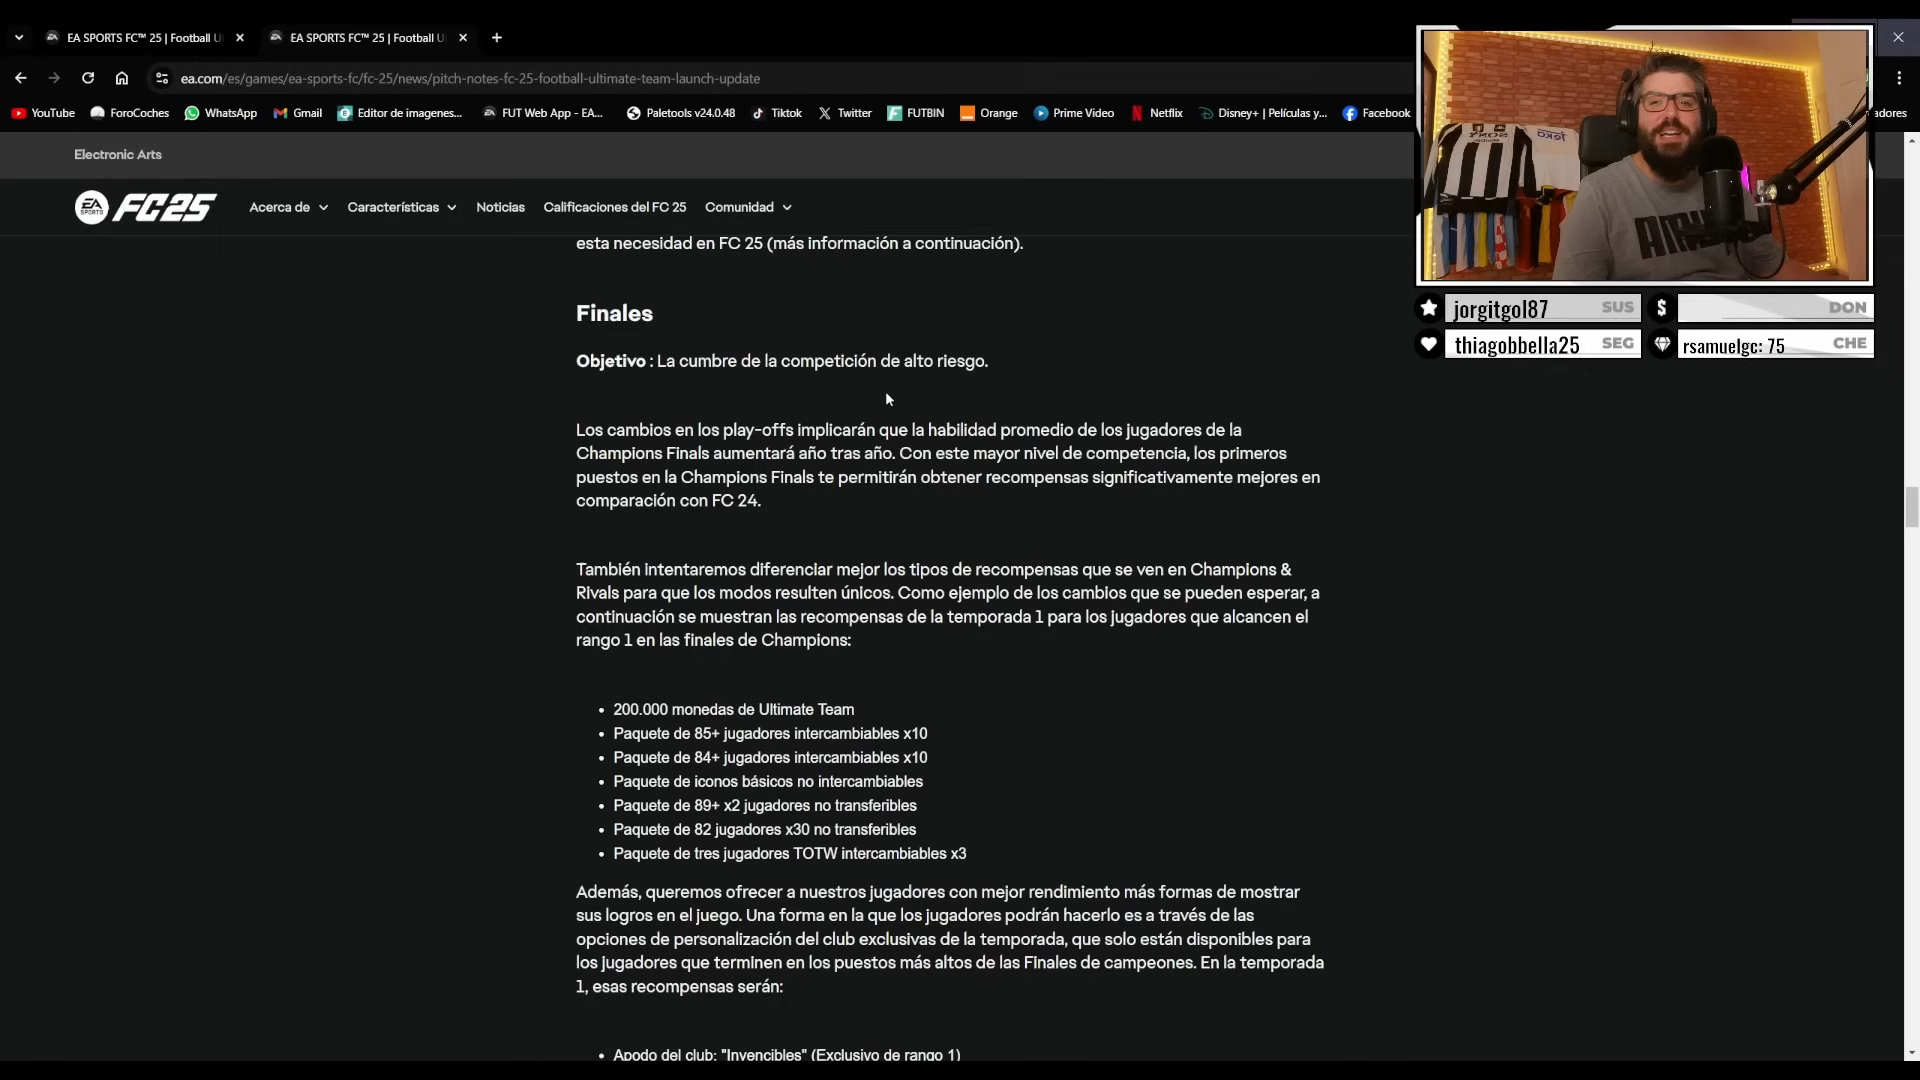 EA SPORTS FC™ 25 | Football U
EA SPORTS FC™ 25 | Football U
ea.com/es/games/ea-sports-fc/fc-25/news/pitch-notes-fc-25-football-ultimate-team-launch-update
YouTube
ForoCoches
WhatsApp
Gmail
Editor de imagenes...
FUT Web App - EA...
Paletools v24.0.48
Tiktok
Twitter
FUTBIN
Orange
Prime Video
Netflix
Disney+ | Películas y...
Facebook
adores
Electronic Arts
EA SPORTS FC25
Acerca de
Características
Noticias
Calificaciones del FC 25
Comunidad
jorgitgol87 SUS
$ DON
thiagobbella25 SEG
rsamuelgc: 75 CHE
esta necesidad en FC 25 (más información a continuación).
Finales
Objetivo : La cumbre de la competición de alto riesgo.
Los cambios en los play-offs implicarán que la habilidad promedio de los jugadores de la
Champions Finals aumentará año tras año. Con este mayor nivel de competencia, los primeros
puestos en la Champions Finals te permitirán obtener recompensas significativamente mejores en
comparación con FC 24.
También intentaremos diferenciar mejor los tipos de recompensas que se ven en Champions &
Rivals para que los modos resulten únicos. Como ejemplo de los cambios que se pueden esperar, a
continuación se muestran las recompensas de la temporada 1 para los jugadores que alcancen el
rango 1 en las finales de Champions:
• 200.000 monedas de Ultimate Team
• Paquete de 85+ jugadores intercambiables x10
• Paquete de 84+ jugadores intercambiables x10
• Paquete de iconos básicos no intercambiables
• Paquete de 89+ x2 jugadores no transferibles
• Paquete de 82 jugadores x30 no transferibles
• Paquete de tres jugadores TOTW intercambiables x3
Además, queremos ofrecer a nuestros jugadores con mejor rendimiento más formas de mostrar
sus logros en el juego. Una forma en la que los jugadores podrán hacerlo es a través de las
opciones de personalización del club exclusivas de la temporada, que solo están disponibles para
los jugadores que terminen en los puestos más altos de las Finales de campeones. En la temporada
1, esas recompensas serán:
• Apodo del club: "Invencibles" (Exclusivo de rango 1)